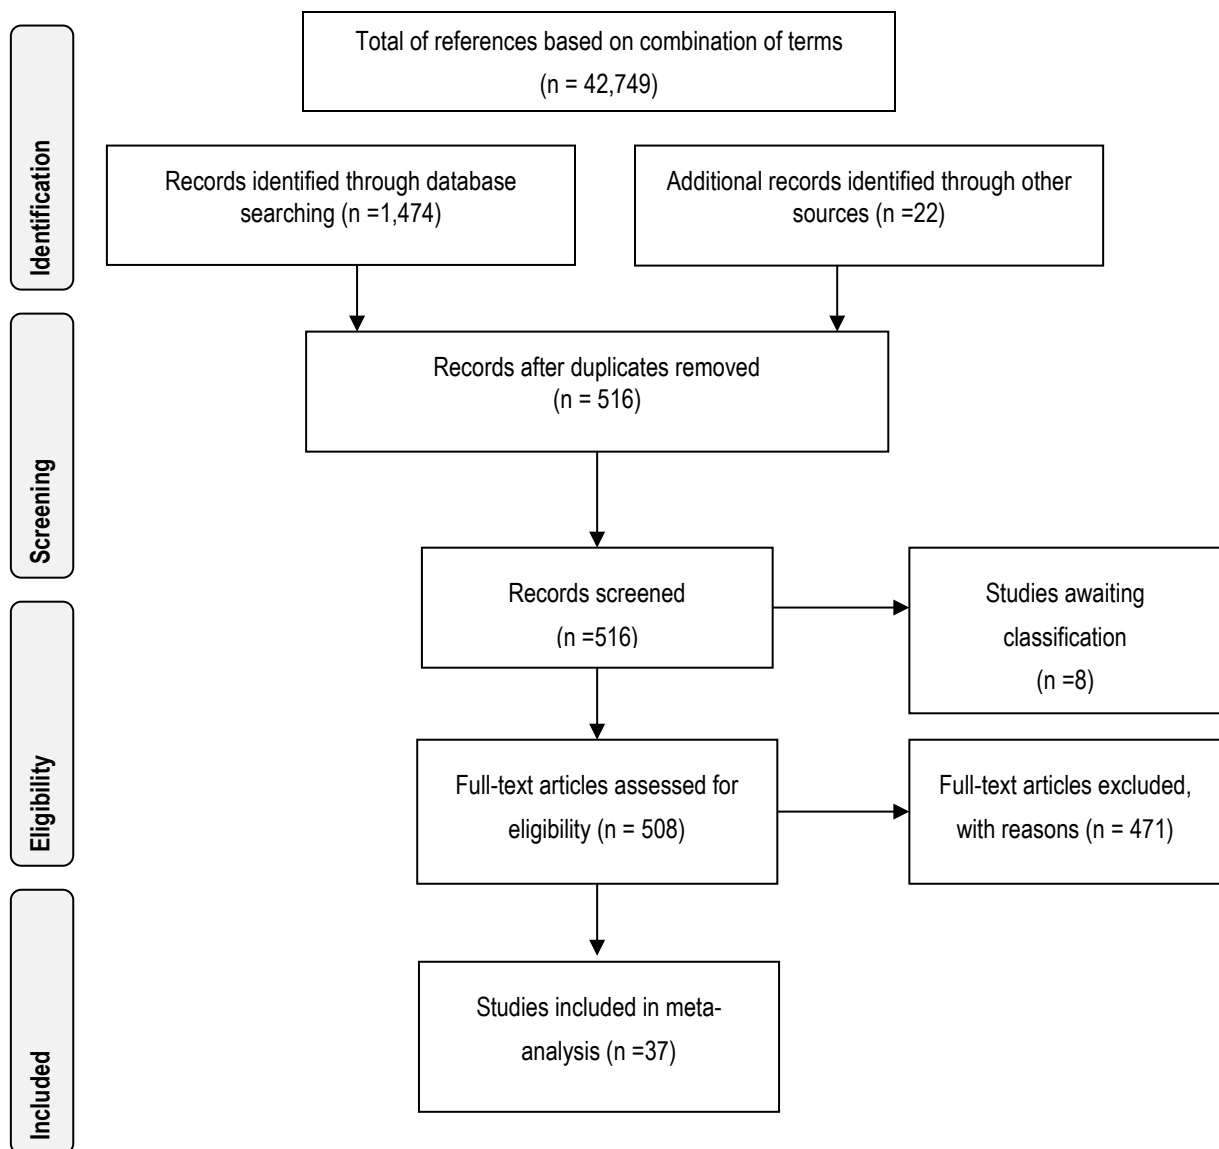 Identification
Total of references based on combination of terms
(n = 42,749)
Records identified through database
searching (n =1,474)
Additional records identified through other
sources (n =22)
Screening
Records after duplicates removed
(n = 516)
Records screened
(n =516)
Studies awaiting
classification
(n =8)
Eligibility
Full-text articles assessed for
eligibility (n = 508)
Full-text articles excluded,
with reasons (n = 471)
Included
Studies included in meta-
analysis (n =37)